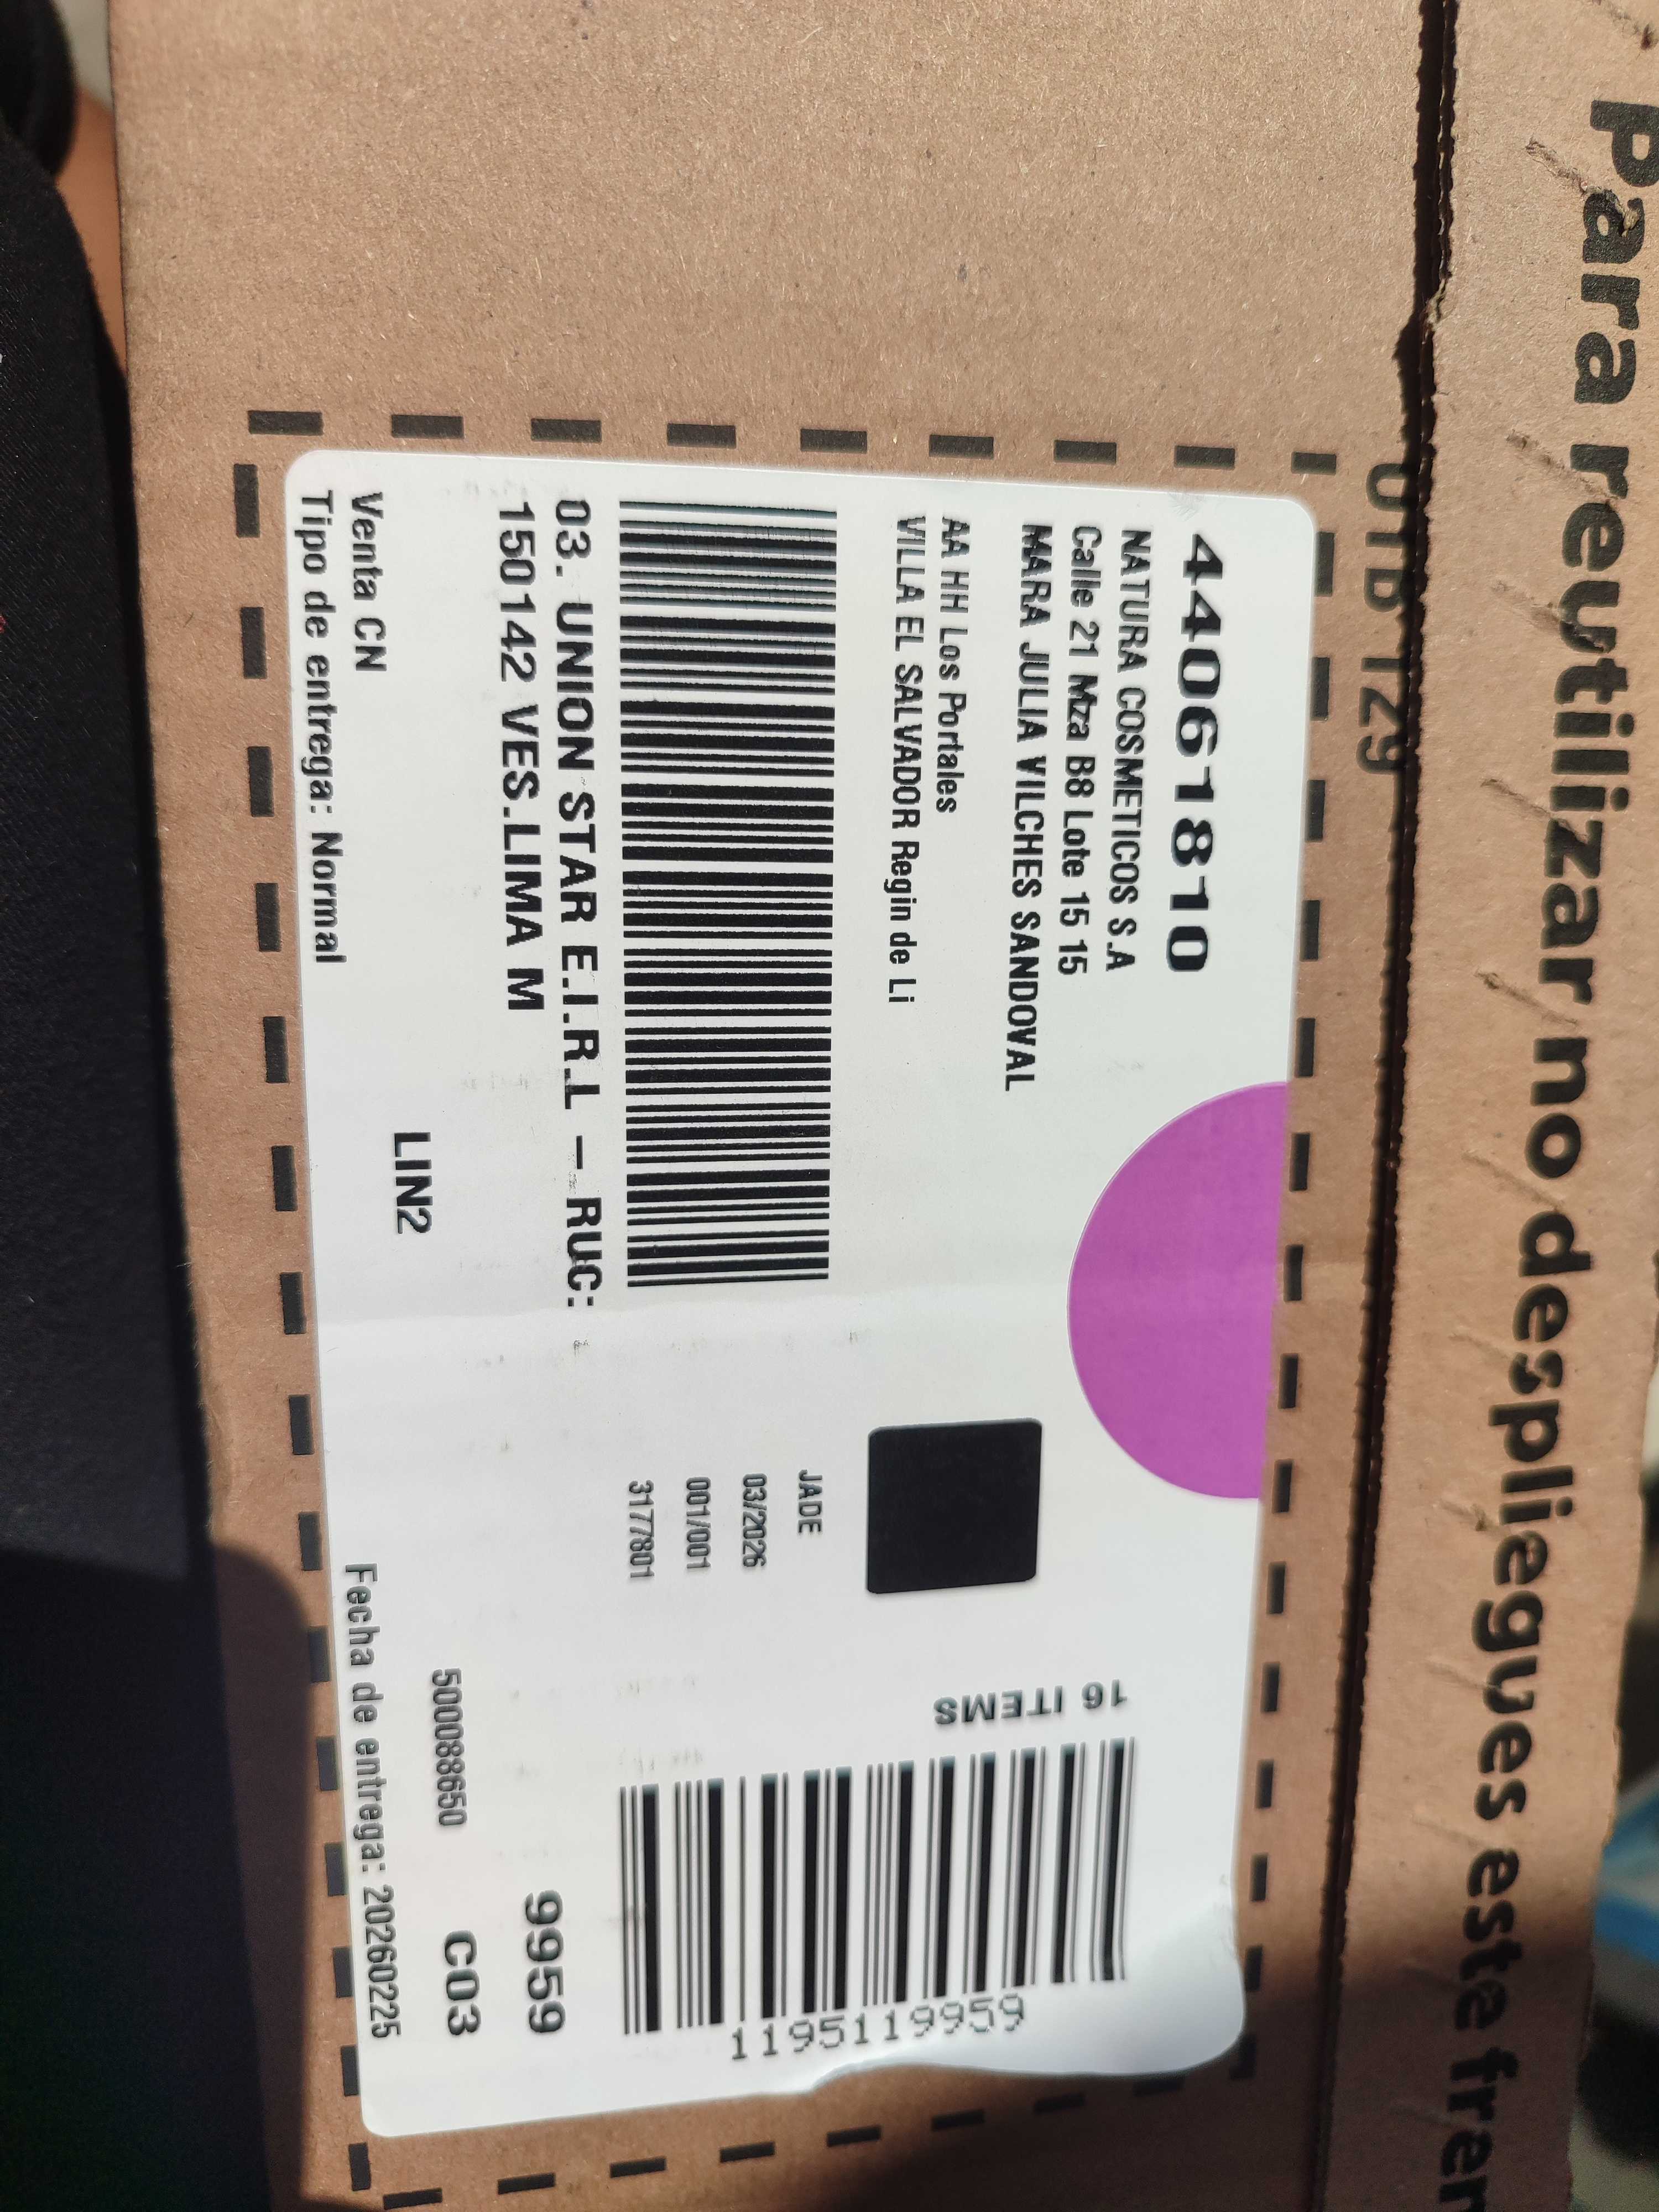 Para reutilizar no despliegues este fren
44061810
NATURA COSMETICOS S.A
Calle 21 Mza B8 Lote 15 15
MARA JULIA VILCHES SANDOVAL
AA HH Los Portales
VILLA EL SALVADOR Regin de Li
JADE
03/2026
001/001
3177801
16 ITEMS
1195119959
03. UNION STAR E.I.R.L – RUC:
150142 VES.LIMA M
9959
LIN2
500088650
C03
Venta CN
Tipo de entrega: Normal
Fecha de entrega: 20260225